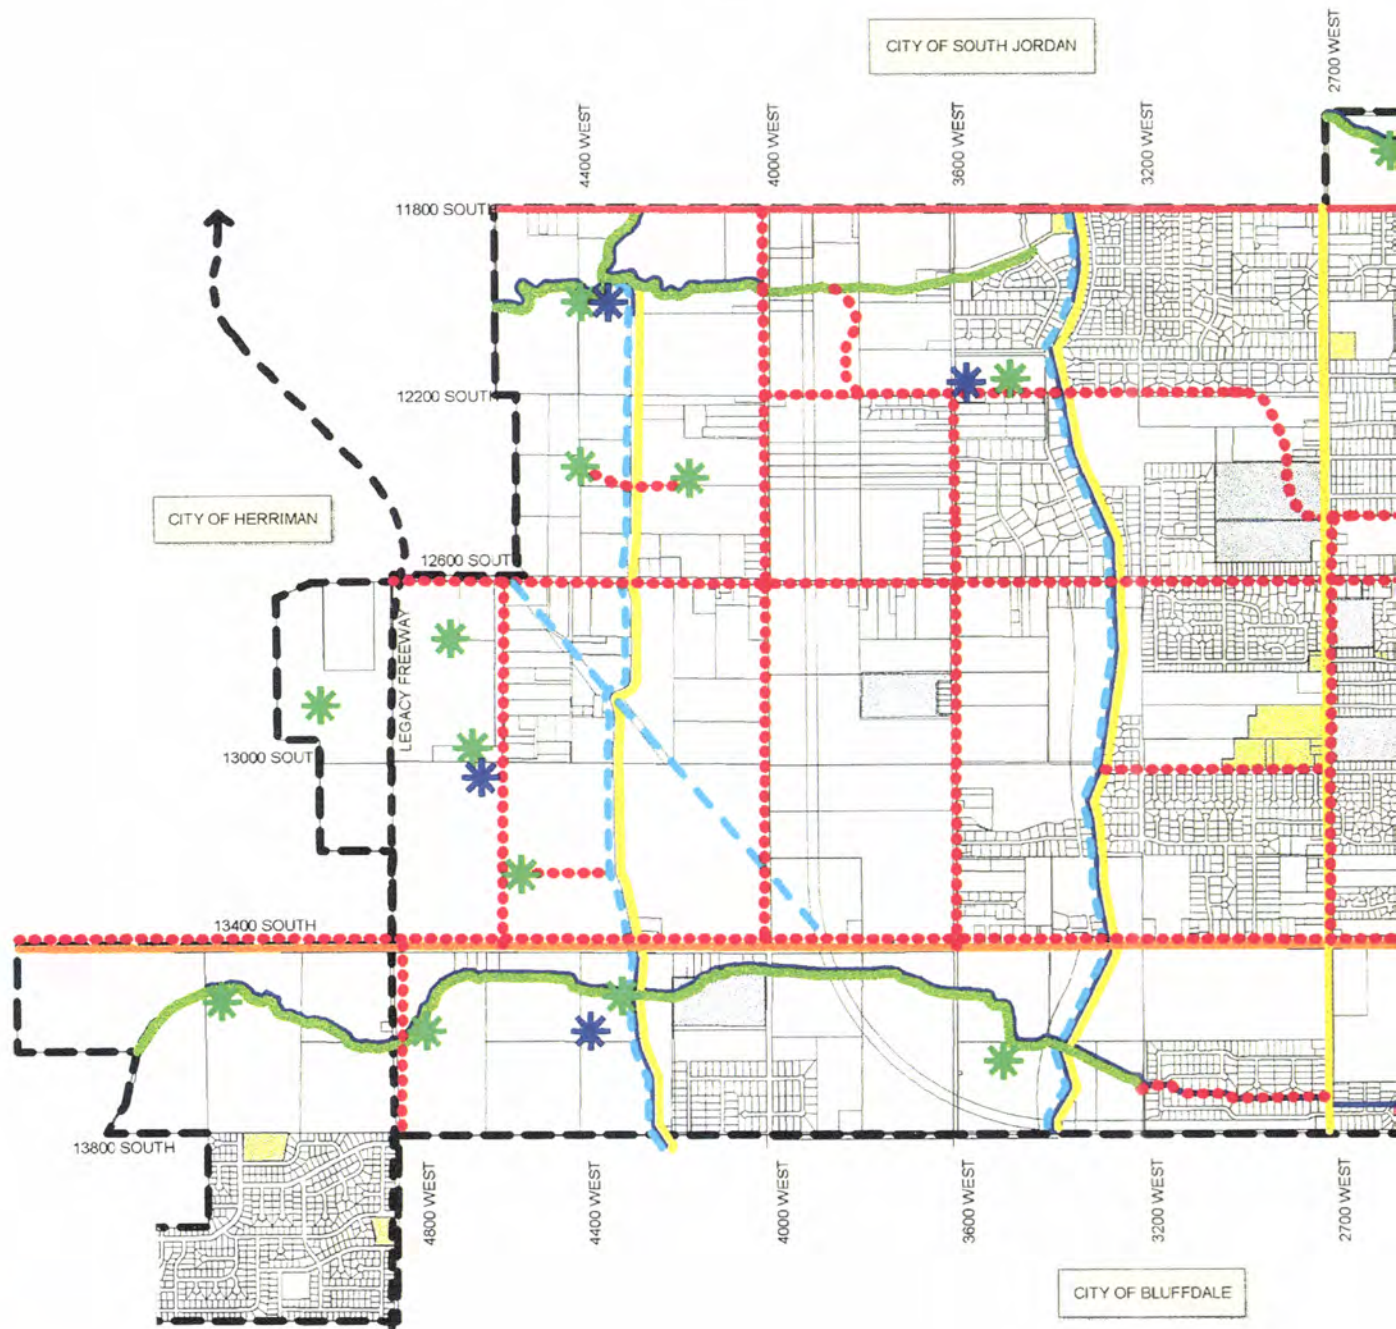 CITY OF SOUTH JORDAN
2700 WEST
4400 WEST
4000 WEST
3600 WEST
3200 WEST
11800 SOUTH
12200 SOUTH
CITY OF HERRIMAN
12600 SOUT
LEGACY FREEWAY
13000 SOUT
13400 SOUTH
13800 SOUTH
4800 WEST
4400 WEST
4000 WEST
3600 WEST
3200 WEST
2700 WEST
CITY OF BLUFFDALE